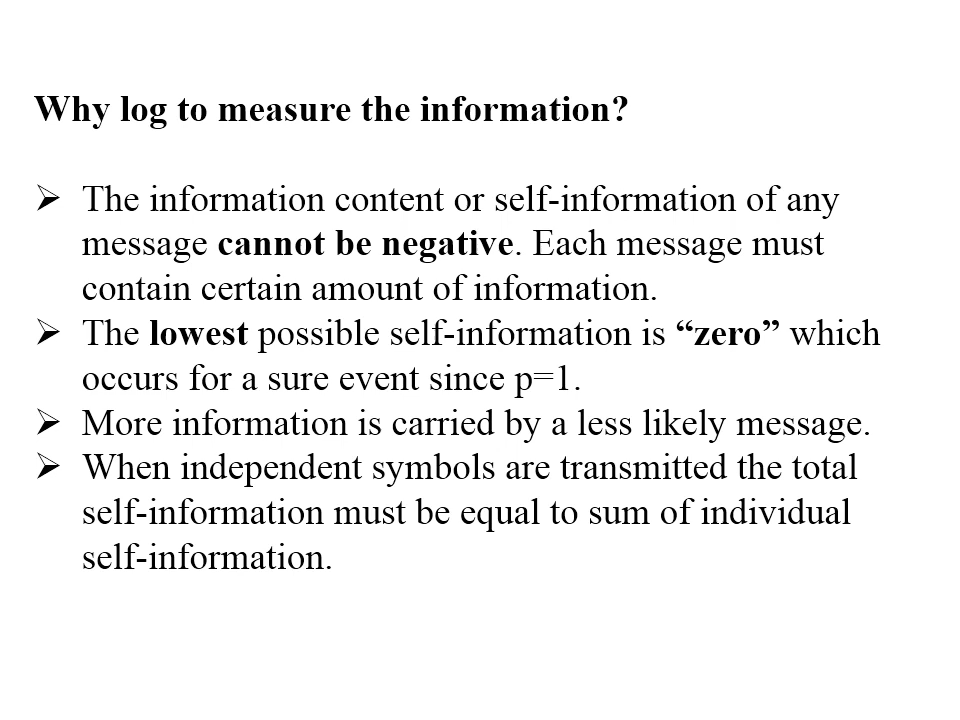 Why log to measure the information?
➢ The information content or self-information of any
message cannot be negative. Each message must
contain certain amount of information.
➢ The lowest possible self-information is “zero” which
occurs for a sure event since p=1.
➢ More information is carried by a less likely message.
➢ When independent symbols are transmitted the total
self-information must be equal to sum of individual
self-information.